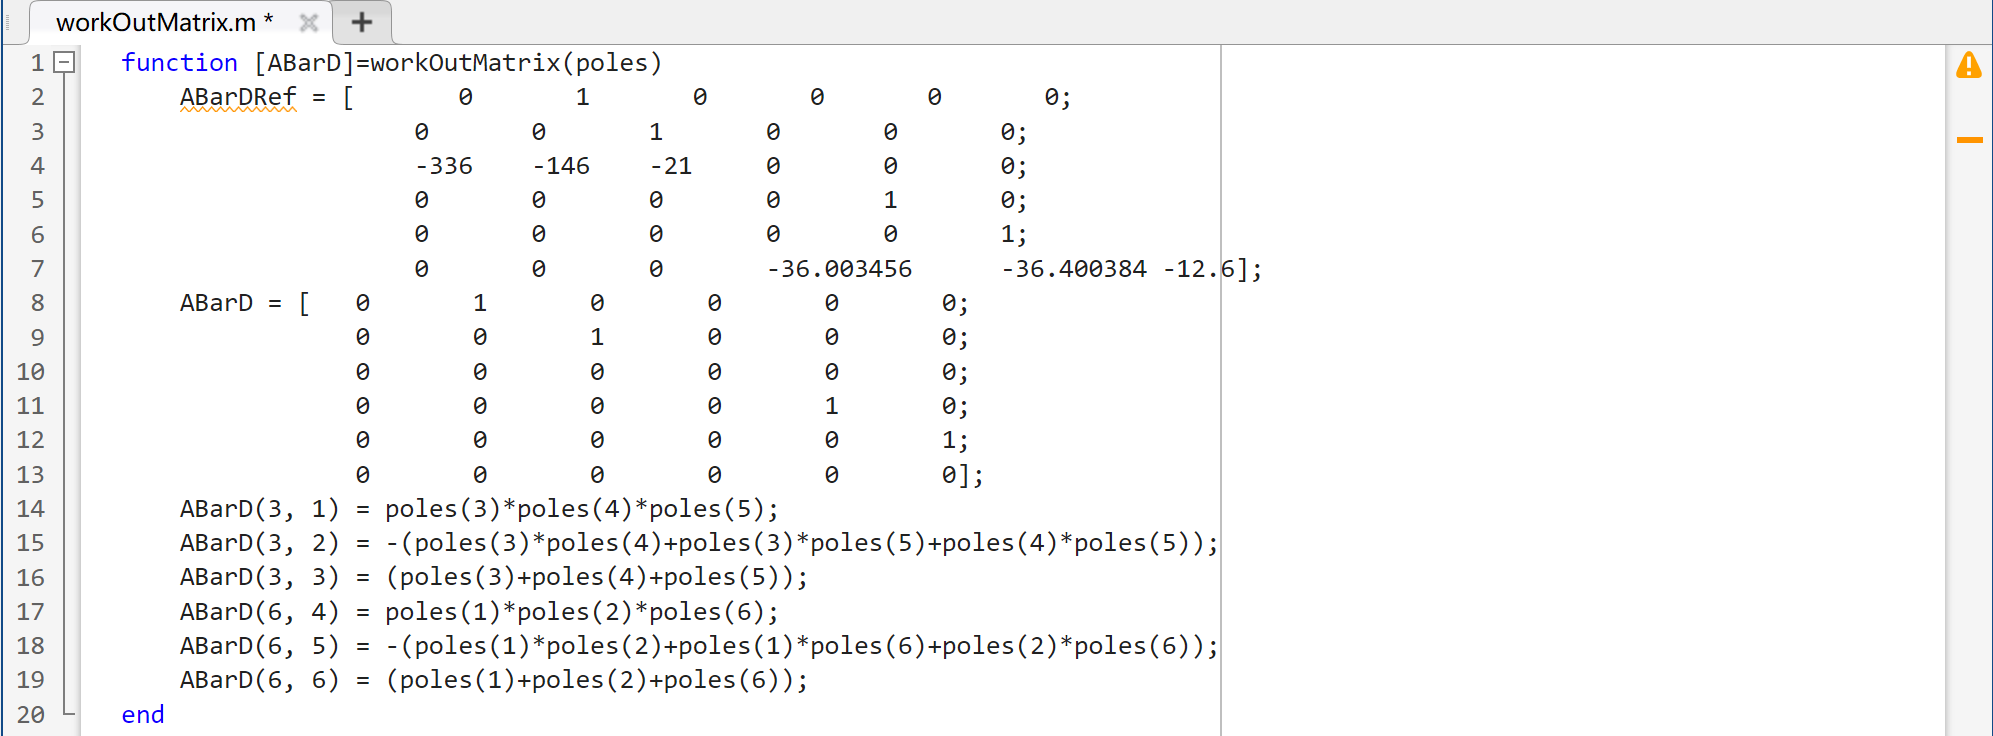 workOutMatrix.m *
1 function [ABarD]=workOutMatrix(poles)
2 ABarDRef = [ 0 1 0 0 0 0;
3 0 0 1 0 0 0;
4 -336 -146 -21 0 0 0;
5 0 0 0 0 1 0;
6 0 0 0 0 0 1;
7 0 0 0 -36.003456 -36.400384 -12.6];
8 ABarD = [ 0 1 0 0 0 0;
9 0 0 1 0 0 0;
10 0 0 0 0 0 0;
11 0 0 0 0 1 0;
12 0 0 0 0 0 1;
13 0 0 0 0 0 0];
14 ABarD(3, 1) = poles(3)*poles(4)*poles(5);
15 ABarD(3, 2) = -(poles(3)*poles(4)+poles(3)*poles(5)+poles(4)*poles(5));
16 ABarD(3, 3) = (poles(3)+poles(4)+poles(5));
17 ABarD(6, 4) = poles(1)*poles(2)*poles(6);
18 ABarD(6, 5) = -(poles(1)*poles(2)+poles(1)*poles(6)+poles(2)*poles(6));
19 ABarD(6, 6) = (poles(1)+poles(2)+poles(6));
20 end